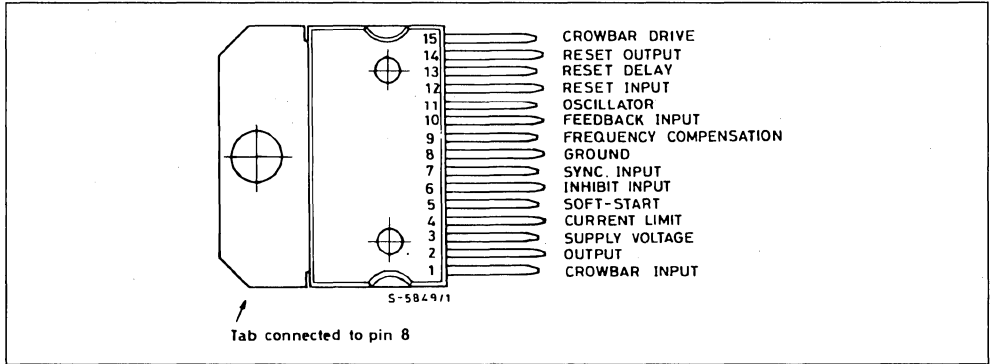 15 CROWBAR DRIVE
14 RESET OUTPUT
13 RESET DELAY
12 RESET INPUT
11 OSCILLATOR
10 FEEDBACK INPUT
9 FREQUENCY COMPENSATION
8 GROUND
7 SYNC. INPUT
6 INHIBIT INPUT
5 SOFT-START
4 CURRENT LIMIT
3 SUPPLY VOLTAGE
2 OUTPUT
1 CROWBAR INPUT
S-5849/1
Tab connected to pin 8